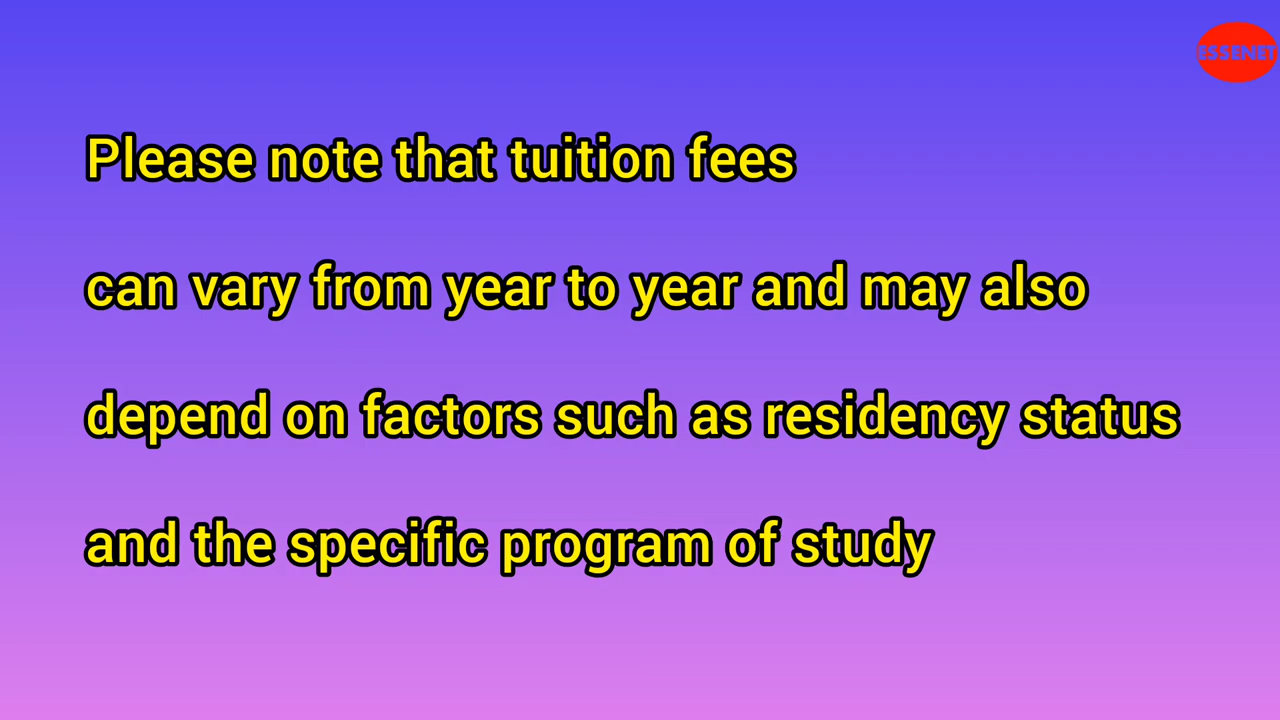 ESSENET
Please note that tuition fees
can vary from year to year and may also
depend on factors such as residency status
and the specific program of study